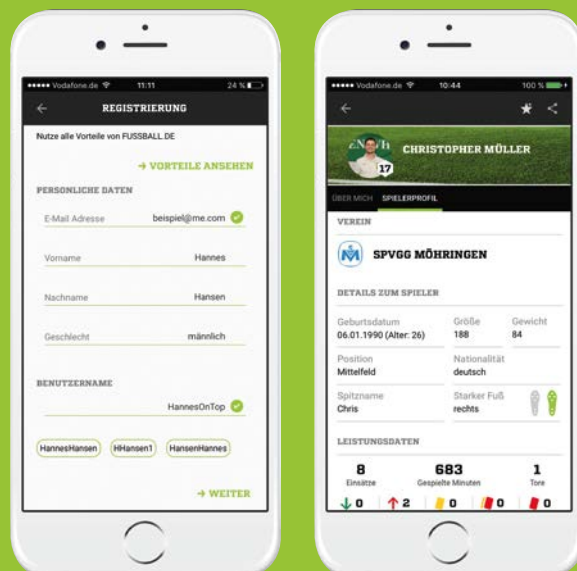 Vodafone.de 11:11 24 %
REGISTRIERUNG
Nutze alle Vorteile von FUSSBALL.DE
→ VORTEILE ANSEHEN
PERSONLICHE DATEN
E-Mail Adresse beispiel@me.com
Vorname Hannes
Nachname Hansen
Geschlecht männlich
BENUTZERNAME
HannesOnTop
HannesHansen HHansen1 HansenHannes
→ WEITER
Vodafone.de 10:44 100 %
17
CHRISTOPHER MÜLLER
ÜBER MICH SPIELERPROFIL
VEREIN
SPVGG MÖHRINGEN
DETAILS ZUM SPIELER
Geburtsdatum Größe Gewicht
06.01.1990 (Alter: 26) 188 84
Position Nationalität
Mittelfeld deutsch
Spitzname Starker Fuß
Chris rechts
LEISTUNGSDATEN
8 683 1
Einsätze Gespielte Minuten Tore
0 2 0 0 0